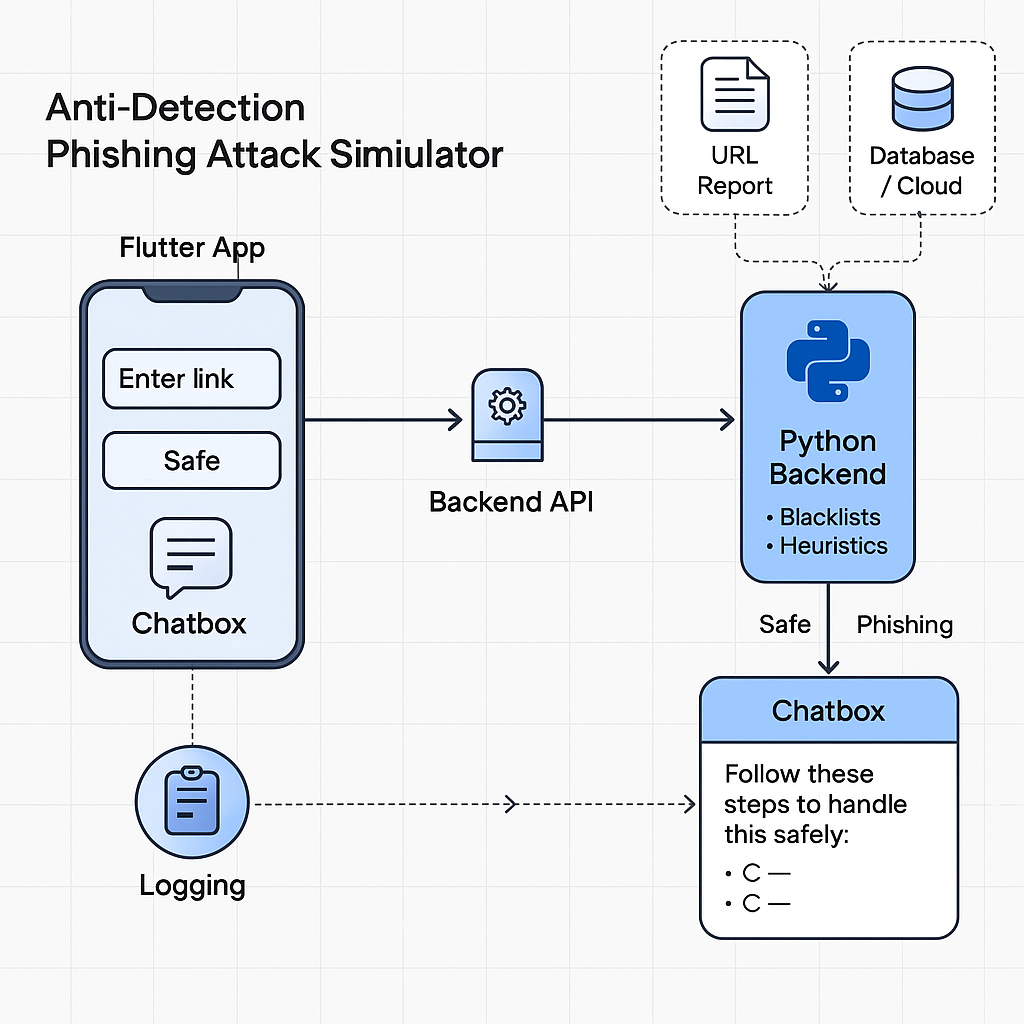 Anti-Detection
Phishing Attack Simiulator
URL
Report
Database
/ Cloud
Flutter App
Enter link
Safe
Chatbox
Backend API
Python
Backend
• Blacklists
• Heuristics
Safe
Phishing
Chatbox
Follow these
steps to handle
this safely:
• C —
• C —
Logging